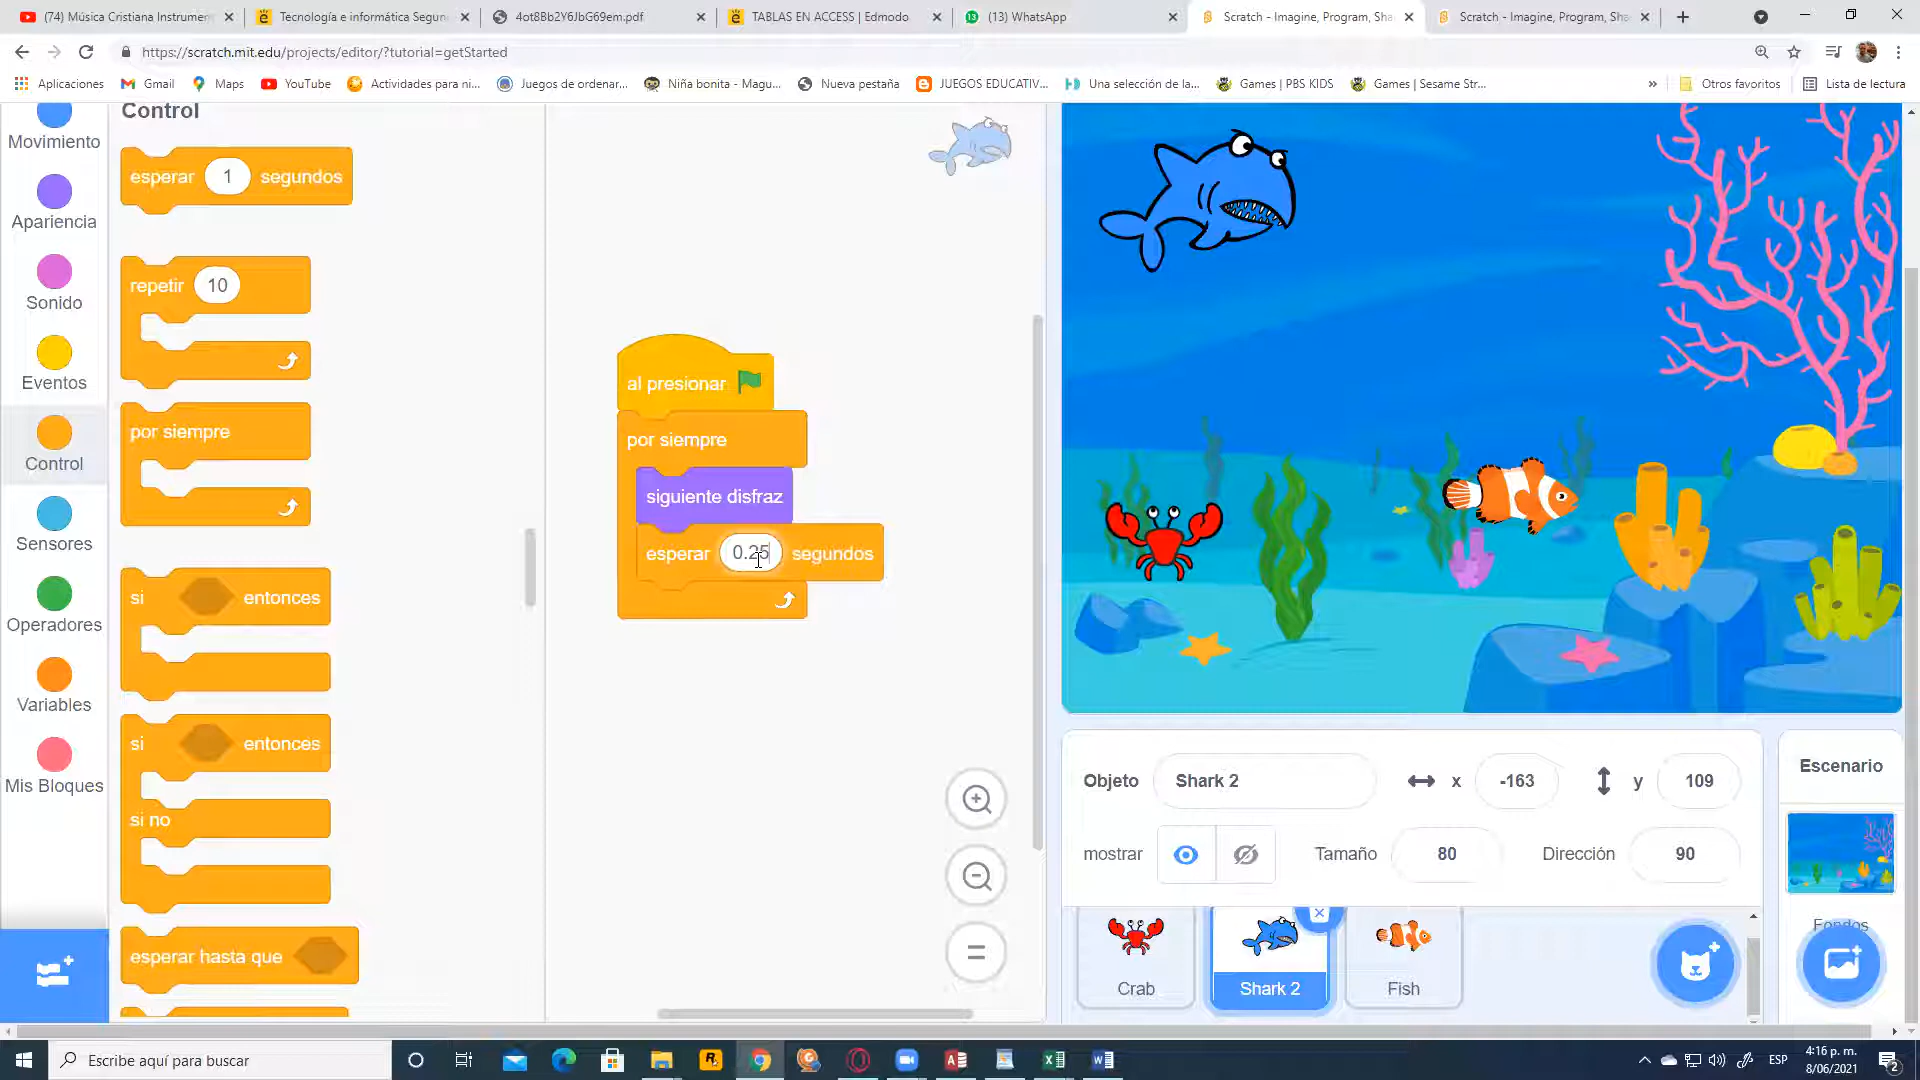 (74) Música Cristiana Instrumen
Tecnología e informática Segun
4ot8Bb2Y6JbG69em.pdf
TABLAS EN ACCESS | Edmodo
(13) WhatsApp
Scratch - Imagine, Program, Sha
Scratch - Imagine, Program, Sha
https://scratch.mit.edu/projects/editor/?tutorial=getStarted
Aplicaciones
Gmail
Maps
YouTube
Actividades para ni...
Juegos de ordenar...
Niña bonita - Magu...
Nueva pestaña
JUEGOS EDUCATIV...
Una selección de la...
Games | PBS KIDS
Games | Sesame Str...
»
Otros favoritos
Lista de lectura
Movimiento
Apariencia
Sonido
Eventos
Control
Sensores
Operadores
Variables
Mis Bloques
Control
esperar 1 segundos
repetir 10
por siempre
si entonces
si entonces
si no
esperar hasta que
al presionar
por siempre
siguiente disfraz
esperar 0.25 segundos
Objeto Shark 2 x -163 y 109
mostrar Tamaño 80 Dirección 90
Crab
Shark 2
Fish
Escenario
Fondos
Escribe aquí para buscar
ESP
4:16 p. m.
8/06/2021
2